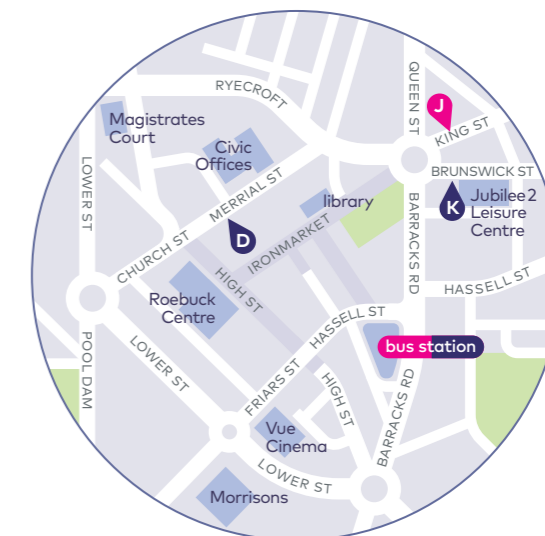 RYECROFT
QUEEN ST
J
KING ST
Magistrates
Court
Civic
Offices
MERRIAL ST
LOWER ST
BRUNSWICK ST
K
Jubilee2
Leisure
Centre
library
BARRACKS RD
IRONMARKET
D
CHURCH ST
HIGH ST
HASSELL ST
Roebuck
Centre
HASSELL ST
bus station
POOL DAM
LOWER ST
FRIARS ST
HIGH ST
BARRACKS RD
Vue
Cinema
LOWER ST
Morrisons